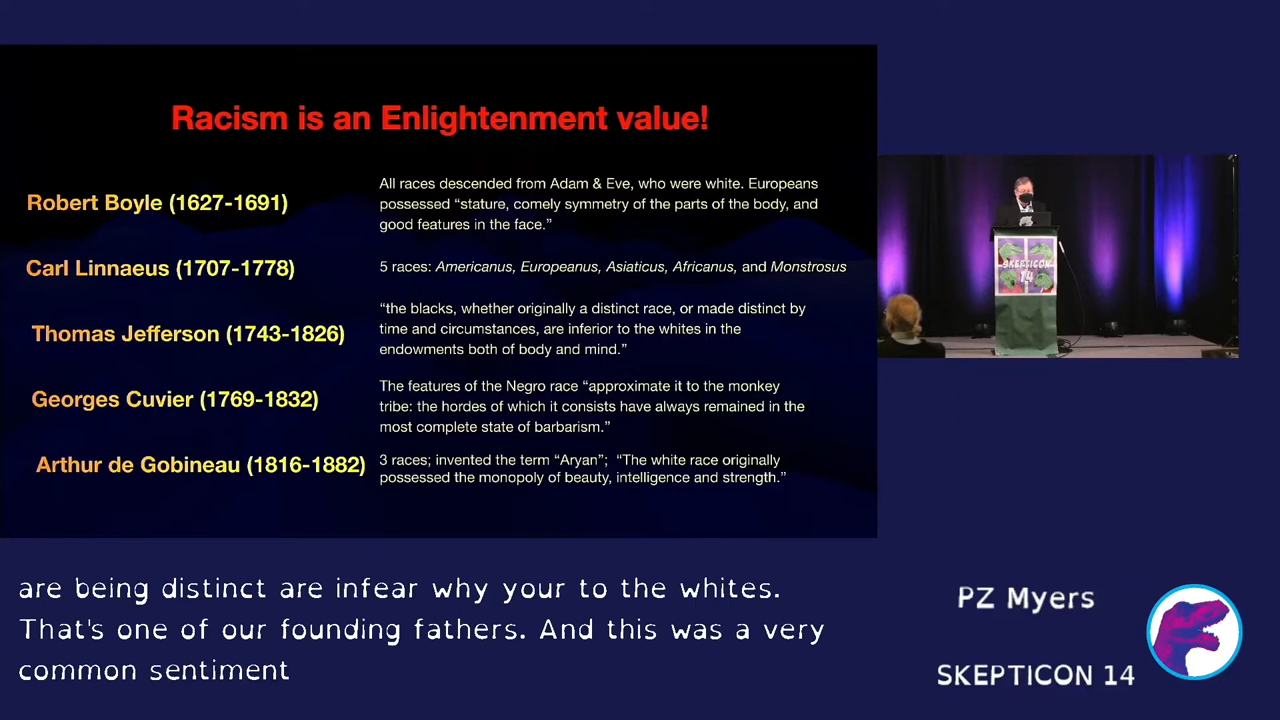 Racism is an Enlightenment value!
Robert Boyle (1627-1691)
All races descended from Adam & Eve, who were white. Europeans
possessed “stature, comely symmetry of the parts of the body, and
good features in the face.”
Carl Linnaeus (1707-1778)
5 races: Americanus, Europeanus, Asiaticus, Africanus, and Monstrosus
Thomas Jefferson (1743-1826)
“the blacks, whether originally a distinct race, or made distinct by
time and circumstances, are inferior to the whites in the
endowments both of body and mind.”
Georges Cuvier (1769-1832)
The features of the Negro race “approximate it to the monkey
tribe: the hordes of which it consists have always remained in the
most complete state of barbarism.”
Arthur de Gobineau (1816-1882)
3 races; invented the term “Aryan”; “The white race originally
possessed the monopoly of beauty, intelligence and strength.”
SKEPTICON
14
are being distinct are infear why your to the whites.
That's one of our founding fathers. And this was a very
common sentiment
PZ Myers
SKEPTICON 14